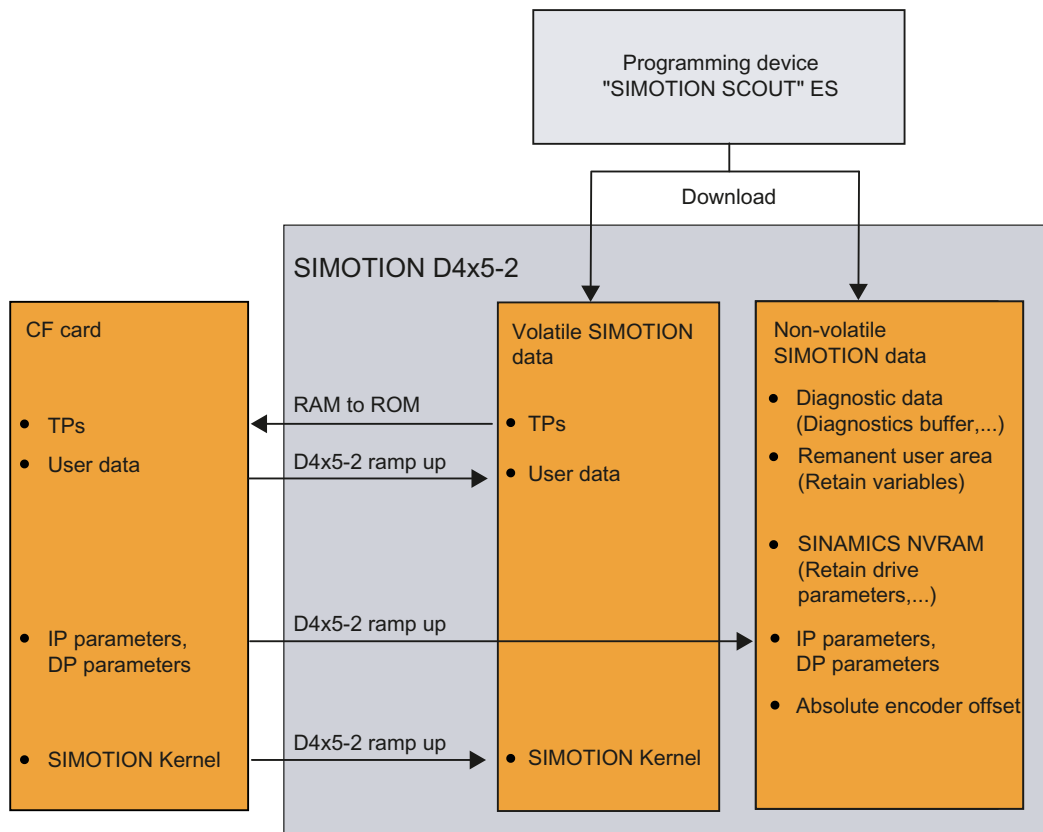 Programming device
"SIMOTION SCOUT" ES
Download
SIMOTION D4x5-2
CF card
TPs
User data
IP parameters,
DP parameters
SIMOTION Kernel
RAM to ROM
D4x5-2 ramp up
D4x5-2 ramp up
D4x5-2 ramp up
Volatile SIMOTION
data
TPs
User data
SIMOTION Kernel
Non-volatile
SIMOTION data
Diagnostic data
(Diagnostics buffer,...)
Remanent user area
(Retain variables)
SINAMICS NVRAM
(Retain drive
parameters,...)
IP parameters,
DP parameters
Absolute encoder offset